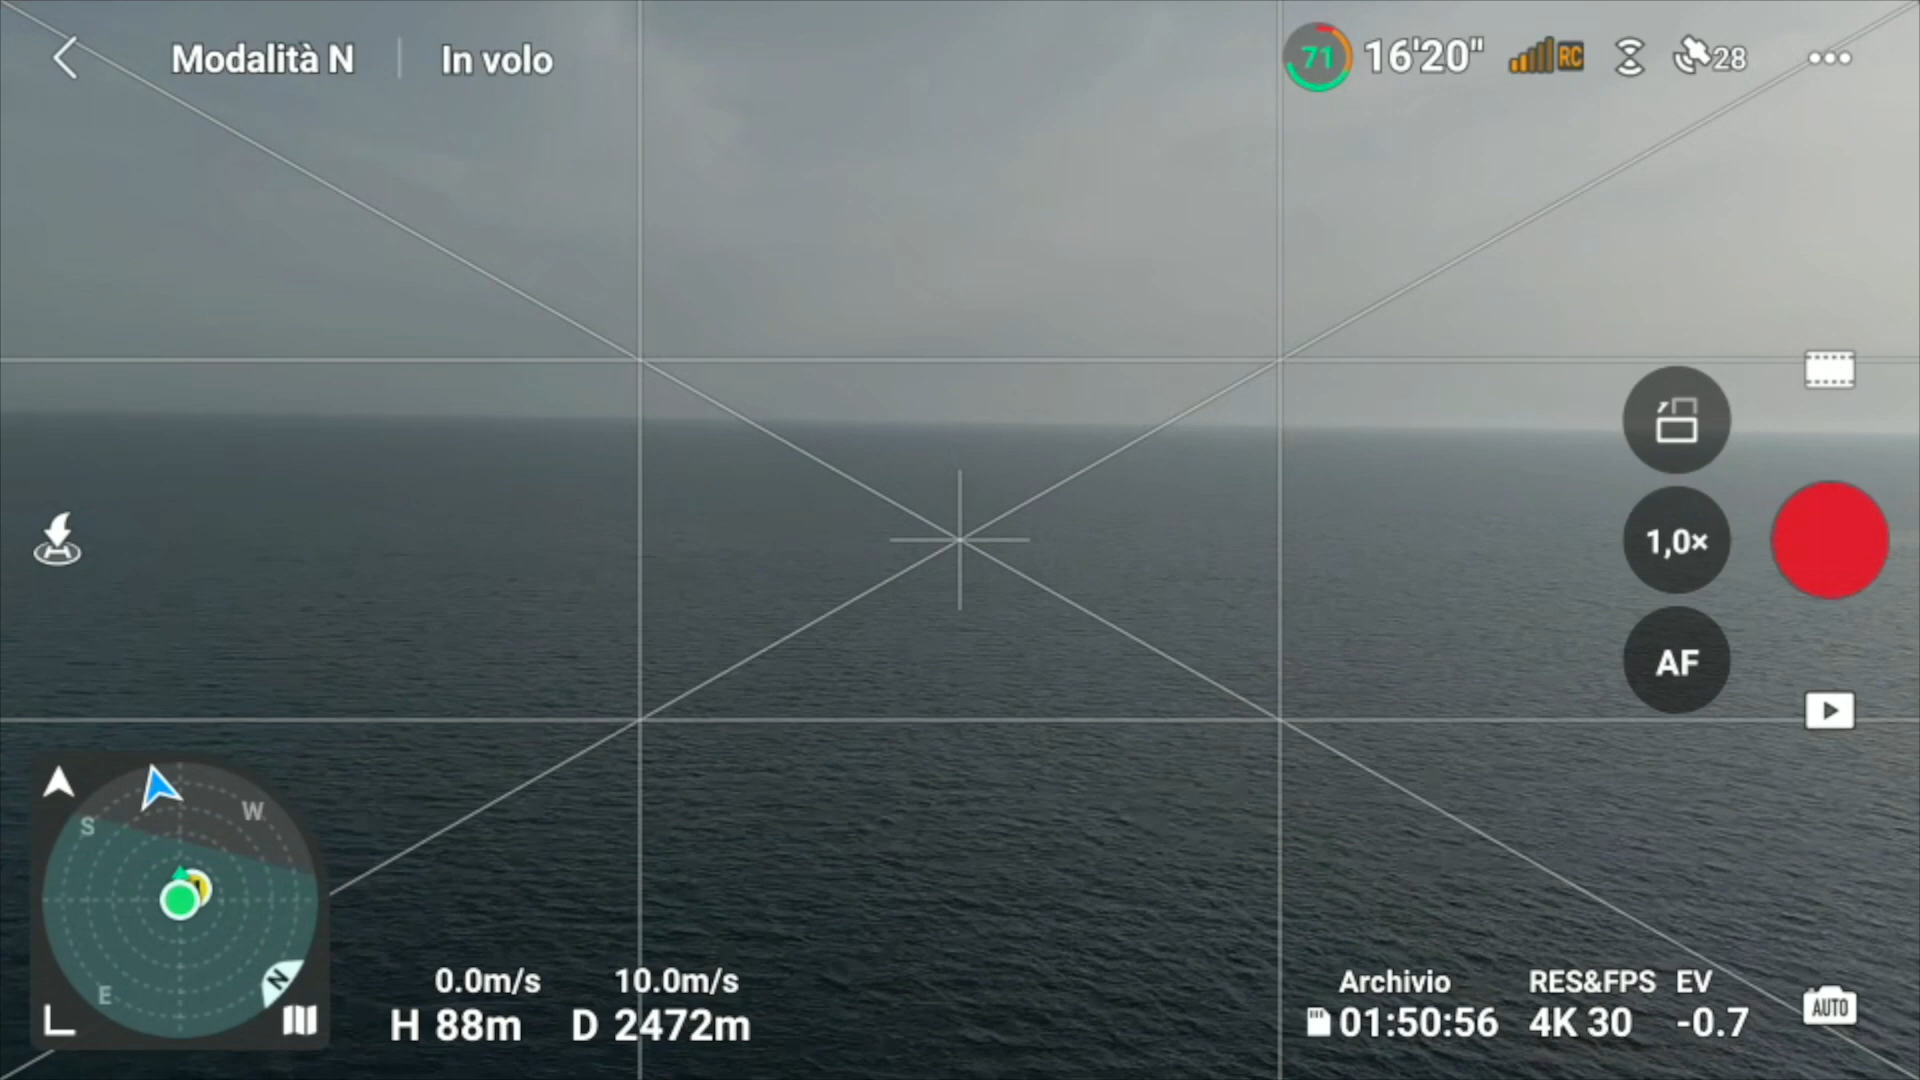 Modalità N | In volo
71 16'20" RC 28
1,0×
AF
S W
N
E
0.0m/s 10.0m/s
H 88m D 2472m
Archivio RES&FPS EV
01:50:56 4K 30 -0.7
AUTO